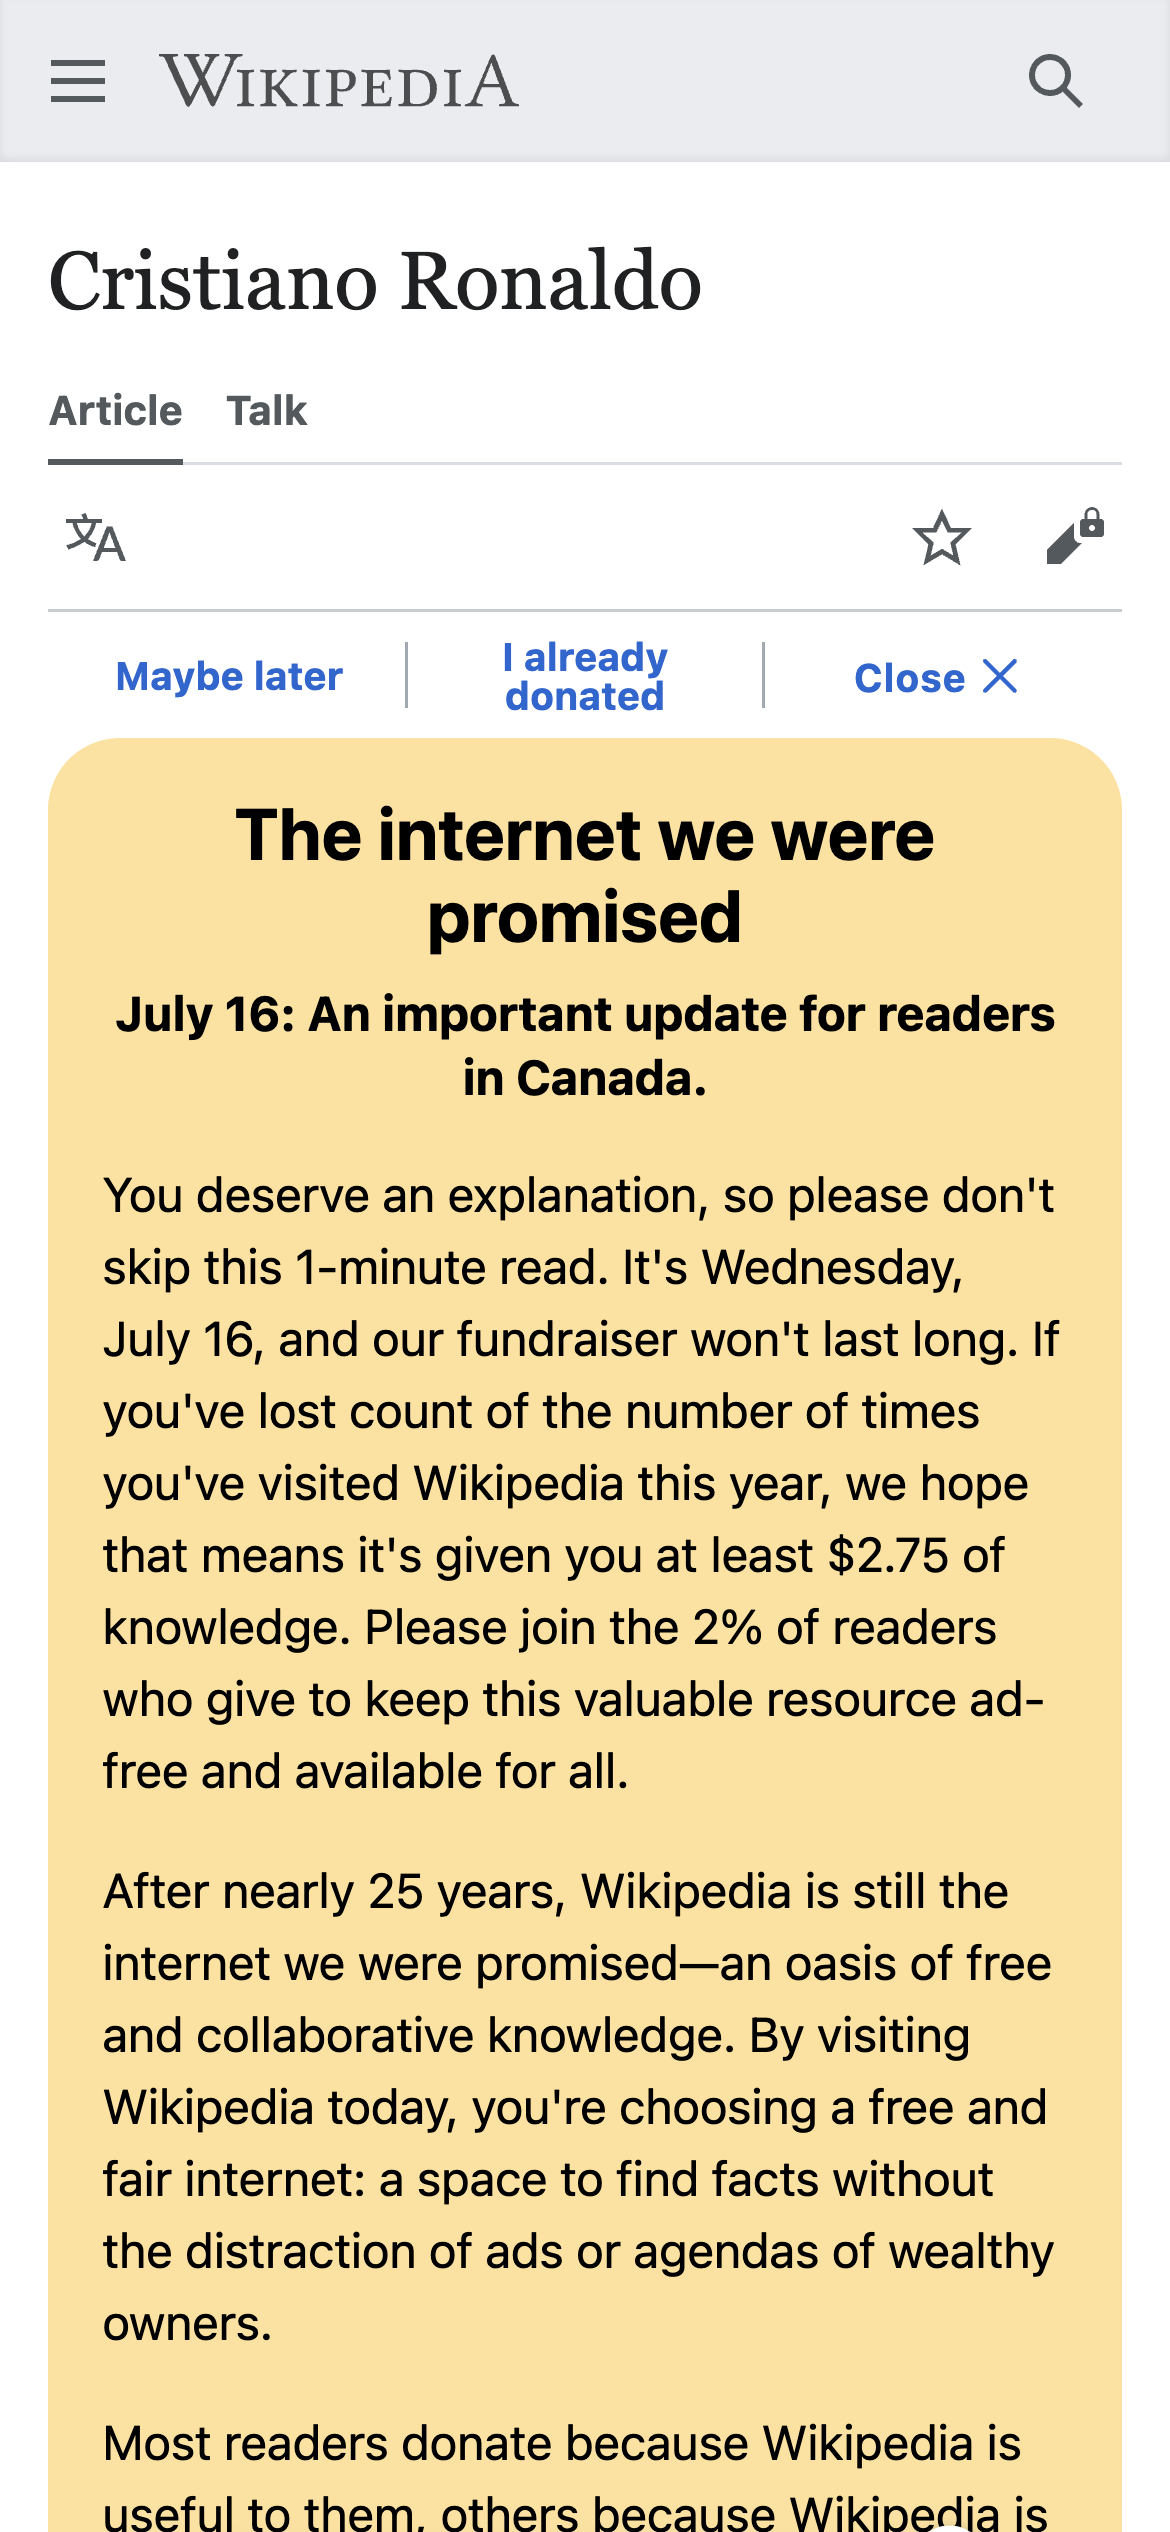 WIKIPEDIA
Cristiano Ronaldo
Article Talk
文A
Maybe later
I already
donated
Close
The internet we were
promised
July 16: An important update for readers
in Canada.
You deserve an explanation, so please don't
skip this 1-minute read. It's Wednesday,
July 16, and our fundraiser won't last long. If
you've lost count of the number of times
you've visited Wikipedia this year, we hope
that means it's given you at least $2.75 of
knowledge. Please join the 2% of readers
who give to keep this valuable resource ad-
free and available for all.
After nearly 25 years, Wikipedia is still the
internet we were promised—an oasis of free
and collaborative knowledge. By visiting
Wikipedia today, you're choosing a free and
fair internet: a space to find facts without
the distraction of ads or agendas of wealthy
owners.
Most readers donate because Wikipedia is
useful to them, others because Wikipedia is